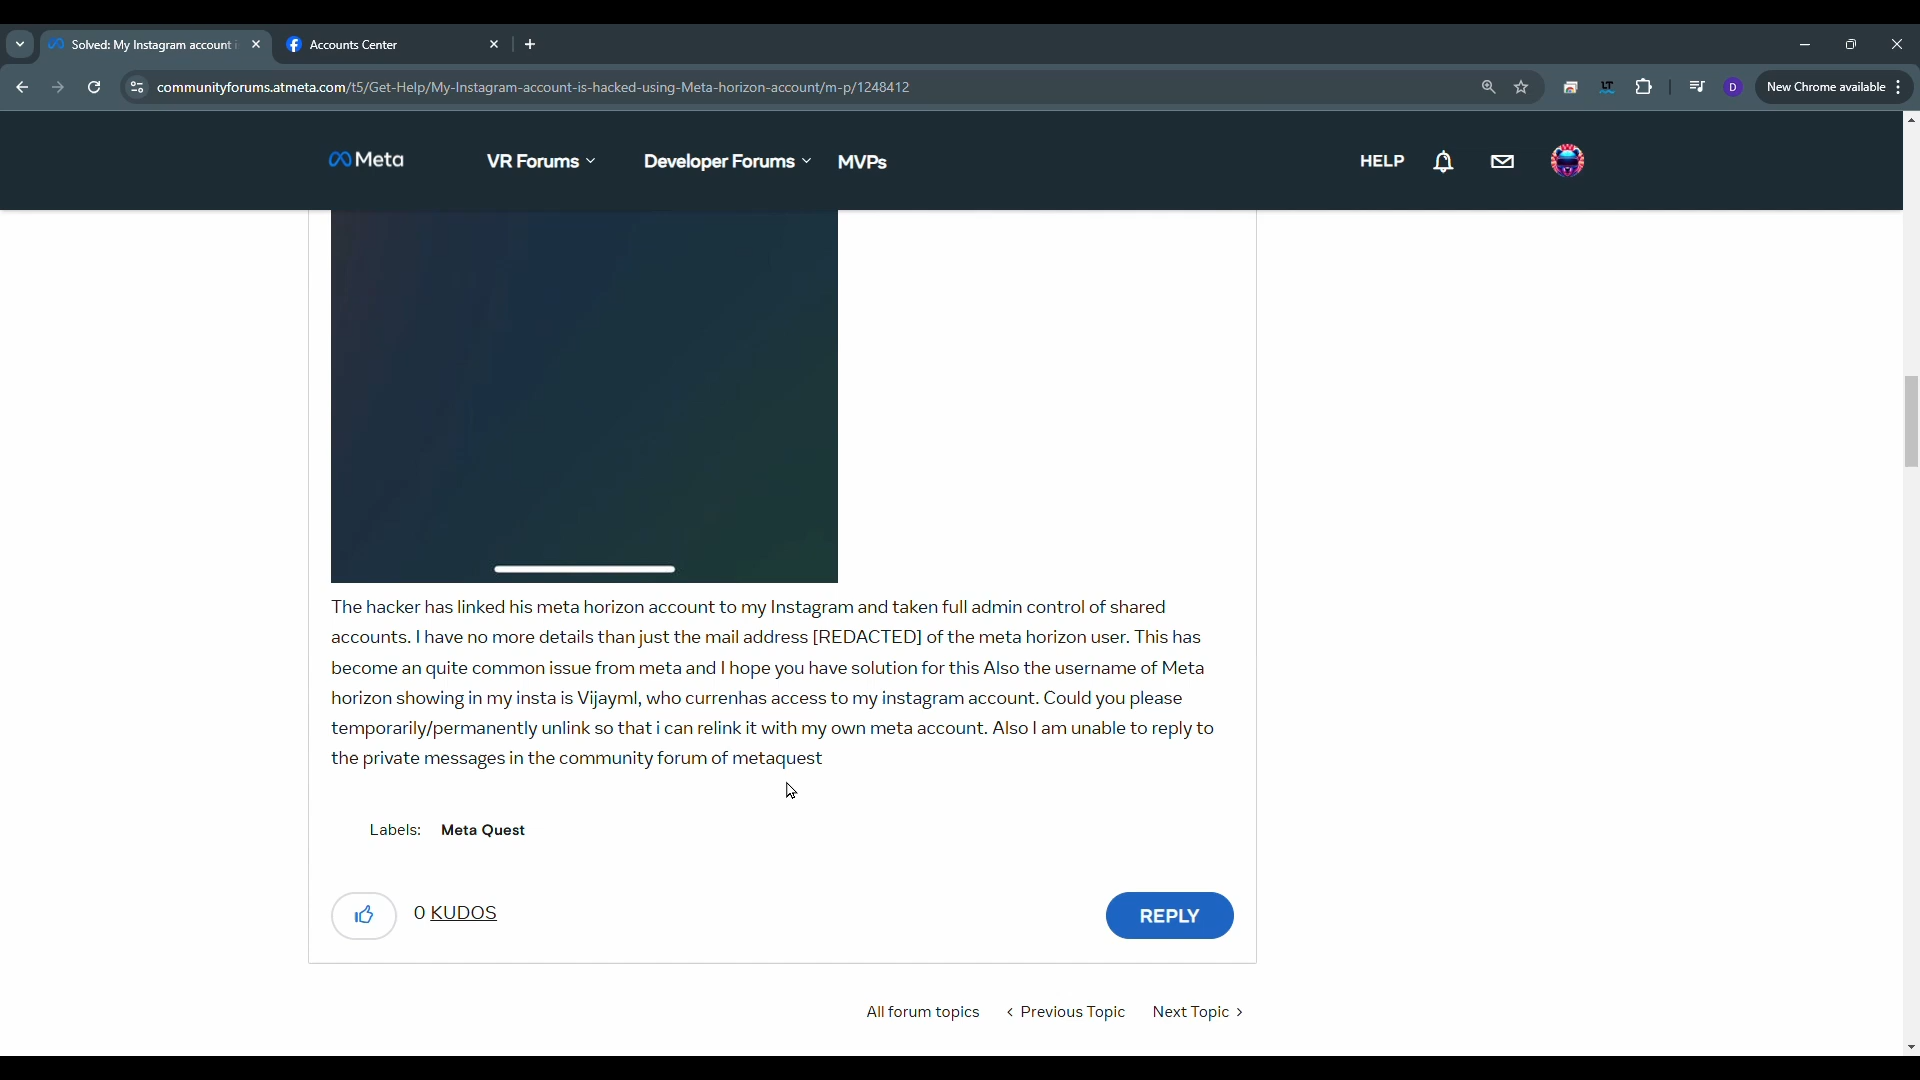 Solved: My Instagram account i
Accounts Center
communityforums.atmeta.com/t5/Get-Help/My-Instagram-account-is-hacked-using-Meta-horizon-account/m-p/1248412
LT
D
New Chrome available
Meta
VR Forums
Developer Forums
MVPs
HELP
The hacker has linked his meta horizon account to my Instagram and taken full admin control of shared
accounts. I have no more details than just the mail address [REDACTED] of the meta horizon user. This has
become an quite common issue from meta and I hope you have solution for this Also the username of Meta
horizon showing in my insta is Vijayml, who currenhas access to my instagram account. Could you please
temporarily/permanently unlink so that i can relink it with my own meta account. Also I am unable to reply to
the private messages in the community forum of metaquest
Labels: Meta Quest
0 KUDOS
REPLY
All forum topics
< Previous Topic
Next Topic >